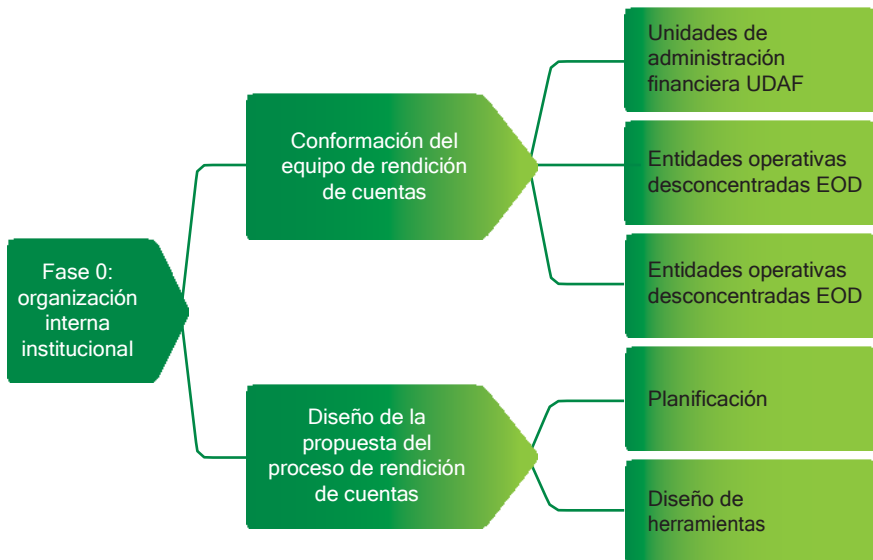 Fase 0:
organización
interna
institucional
Conformación del
equipo de rendición
de cuentas
Unidades de
administración
financiera UDAF
Entidades operativas
desconcentradas EOD
Entidades operativas
desconcentradas EOD
Diseño de la
propuesta del
proceso de rendición
de cuentas
Planificación
Diseño de
herramientas